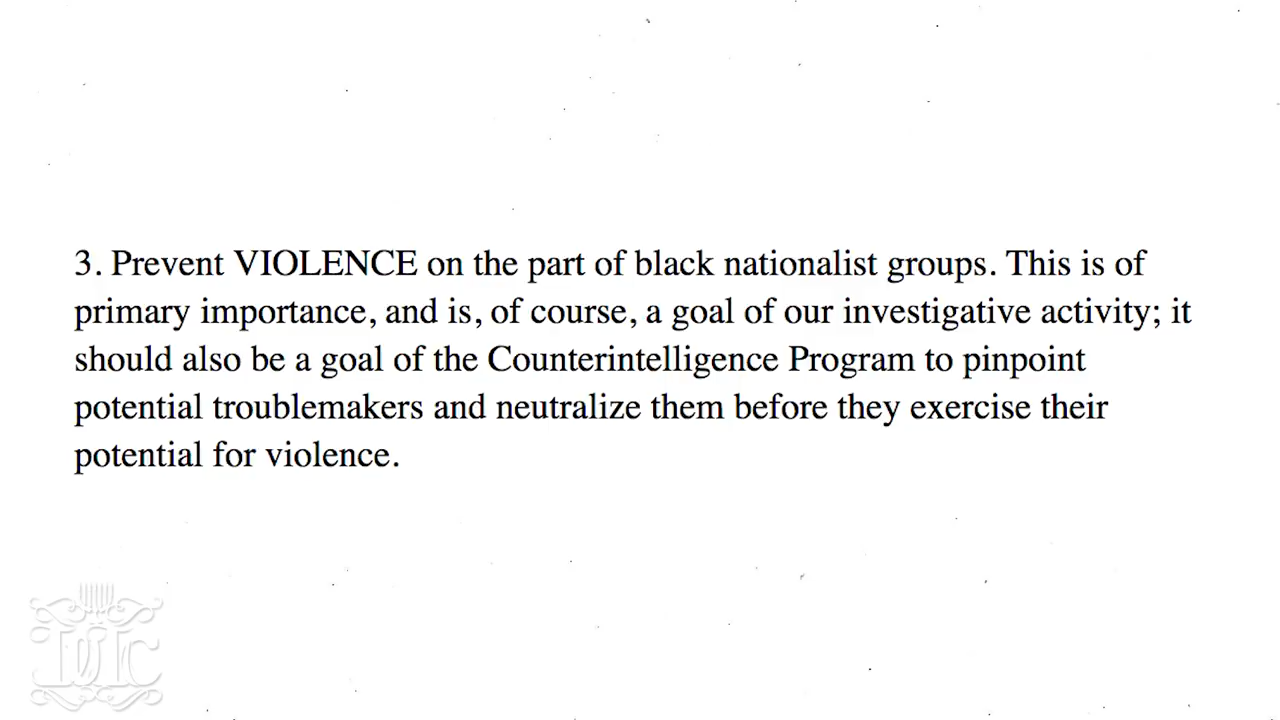 3. Prevent VIOLENCE on the part of black nationalist groups. This is of
primary importance, and is, of course, a goal of our investigative activity; it
should also be a goal of the Counterintelligence Program to pinpoint
potential troublemakers and neutralize them before they exercise their
potential for violence.